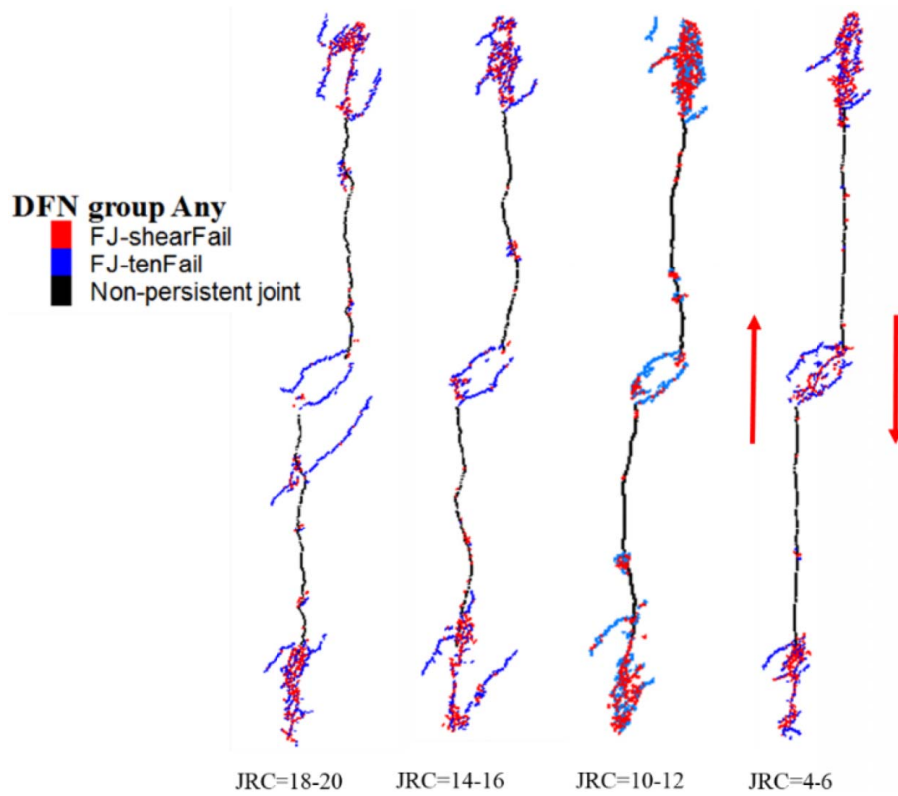 DFN group Any
FJ-shearFail
FJ-tenFail
Non-persistent joint
JRC=18-20 JRC=14-16 JRC=10-12 JRC=4-6